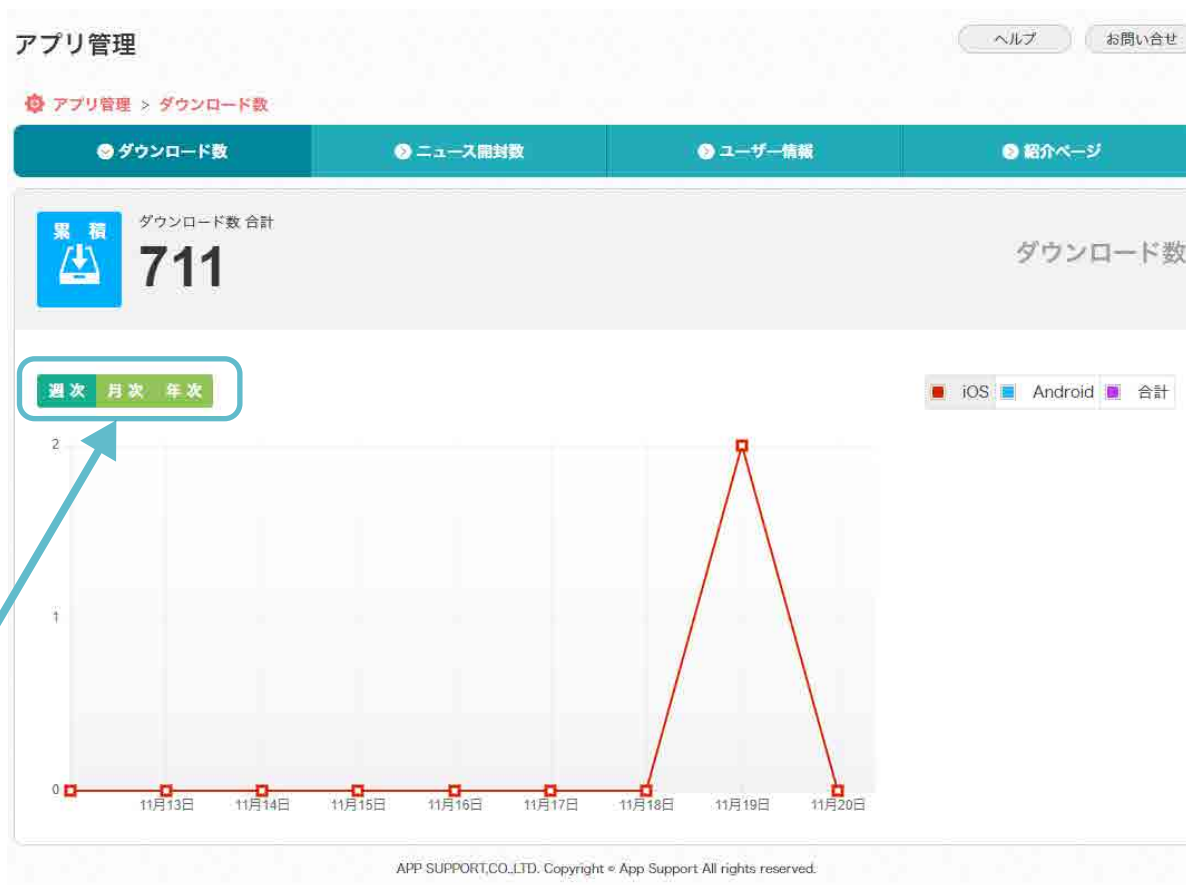 アプリ管理
ヘルプ
お問い合せ
アプリ管理 > ダウンロード数
ダウンロード数
ニュース開封数
ユーザー情報
紹介ページ
累 積
ダウンロード数 合計
711
ダウンロード数
週次 月次 年次
iOS Android 合計
2
1
0
11月13日 11月14日 11月15日 11月16日 11月17日 11月18日 11月19日 11月20日
APP SUPPORT,CO.,LTD. Copyright © App Support All rights reserved.